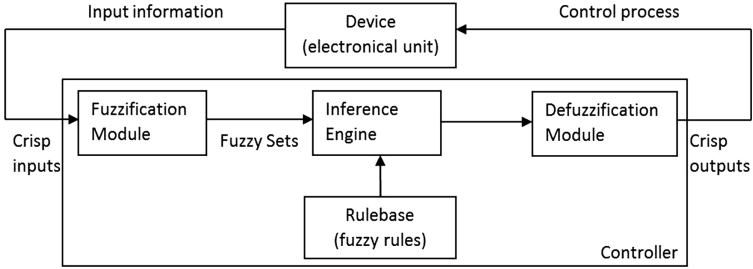 Input information
Device
(electronical unit)
Control process
Fuzzification
Module
Inference
Engine
Defuzzification
Module
Crisp
inputs
Fuzzy Sets
Crisp
outputs
Rulebase
(fuzzy rules)
Controller